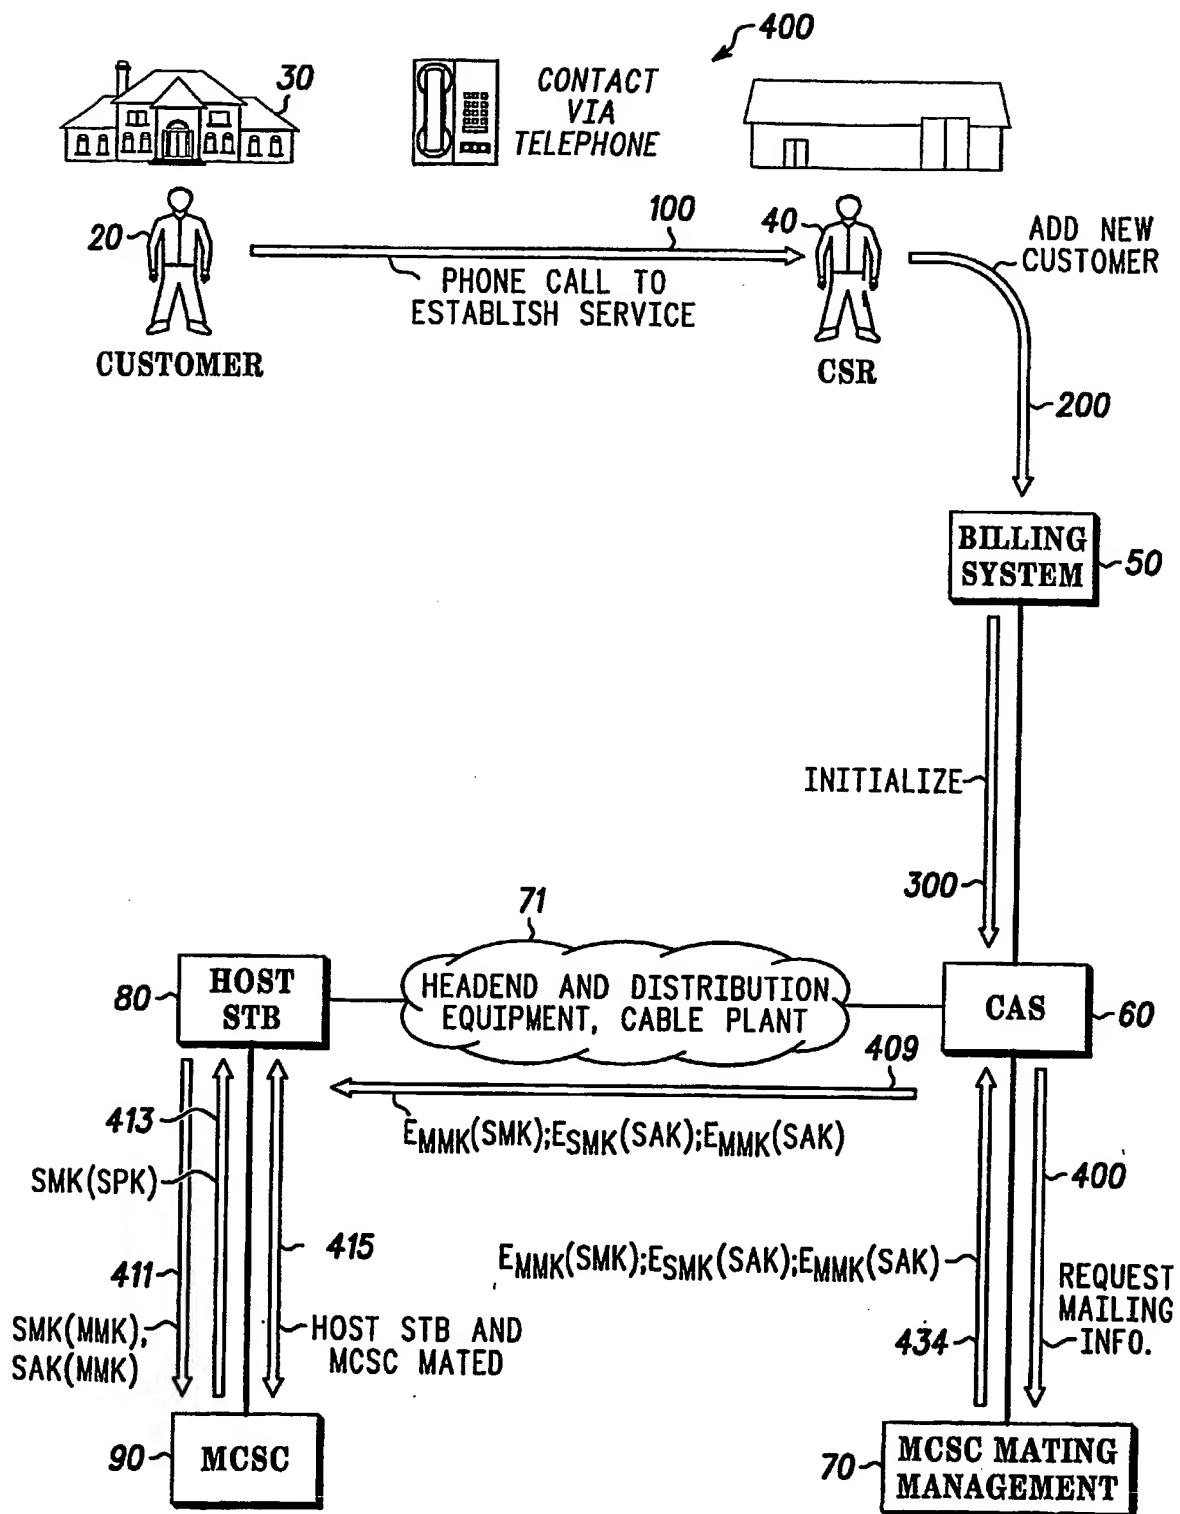 400
30
CONTACT
VIA
TELEPHONE
20
100
40
ADD NEW
CUSTOMER
PHONE CALL TO
ESTABLISH SERVICE
CUSTOMER
CSR
200
BILLING
SYSTEM
50
INITIALIZE
300
71
80
HOST
STB
HEADEND AND DISTRIBUTION
EQUIPMENT, CABLE PLANT
CAS
60
409
413
EMMK(SMK);ESMK(SAK);EMMK(SAK)
SMK(SPK)
400
415
411
EMMK(SMK);ESMK(SAK);EMMK(SAK)
REQUEST
MAILING
INFO.
SMK(MMK),
SAK(MMK)
HOST STB AND
MCSC MATED
434
90
MCSC
70
MCSC MATING
MANAGEMENT